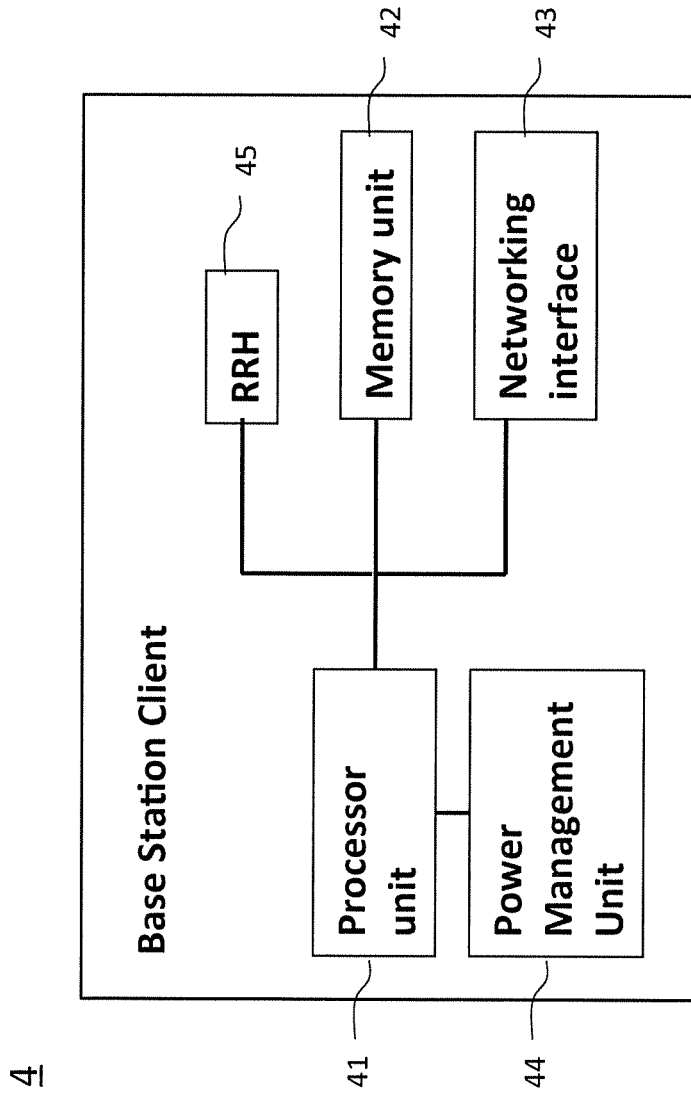 4
Base Station Client
45
RRH
42
Memory unit
43
Networking
interface
41
Processor
unit
44
Power
Management
Unit